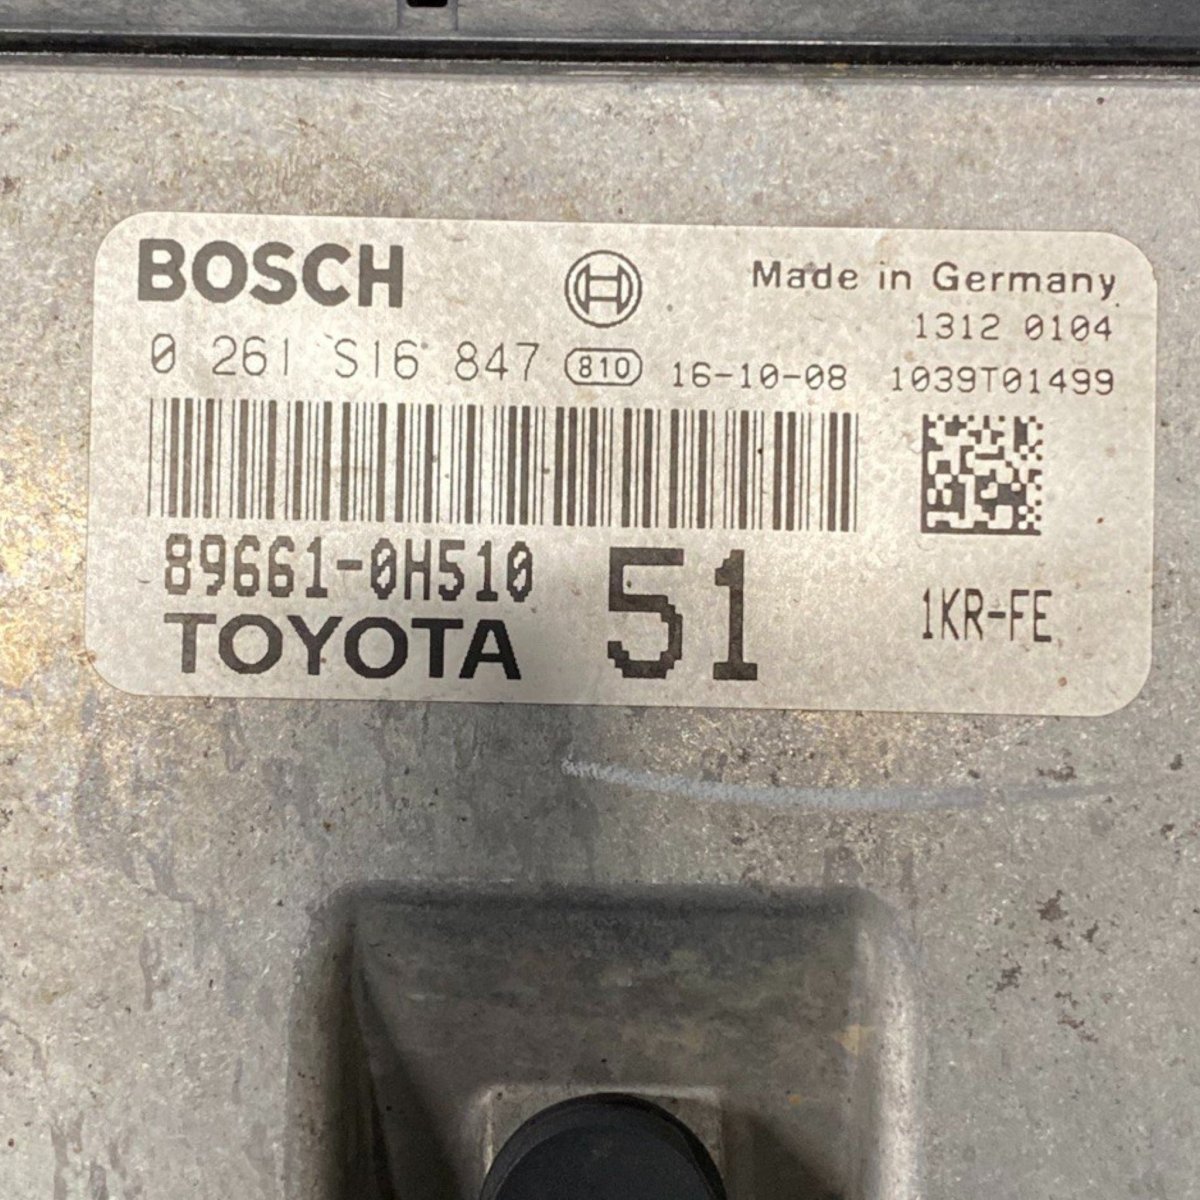 BOSCH
Made in Germany
1312 0104
0 261 S16 847 810 16-10-08 1039T01499
89661-0H510 51 1KR-FE
TOYOTA